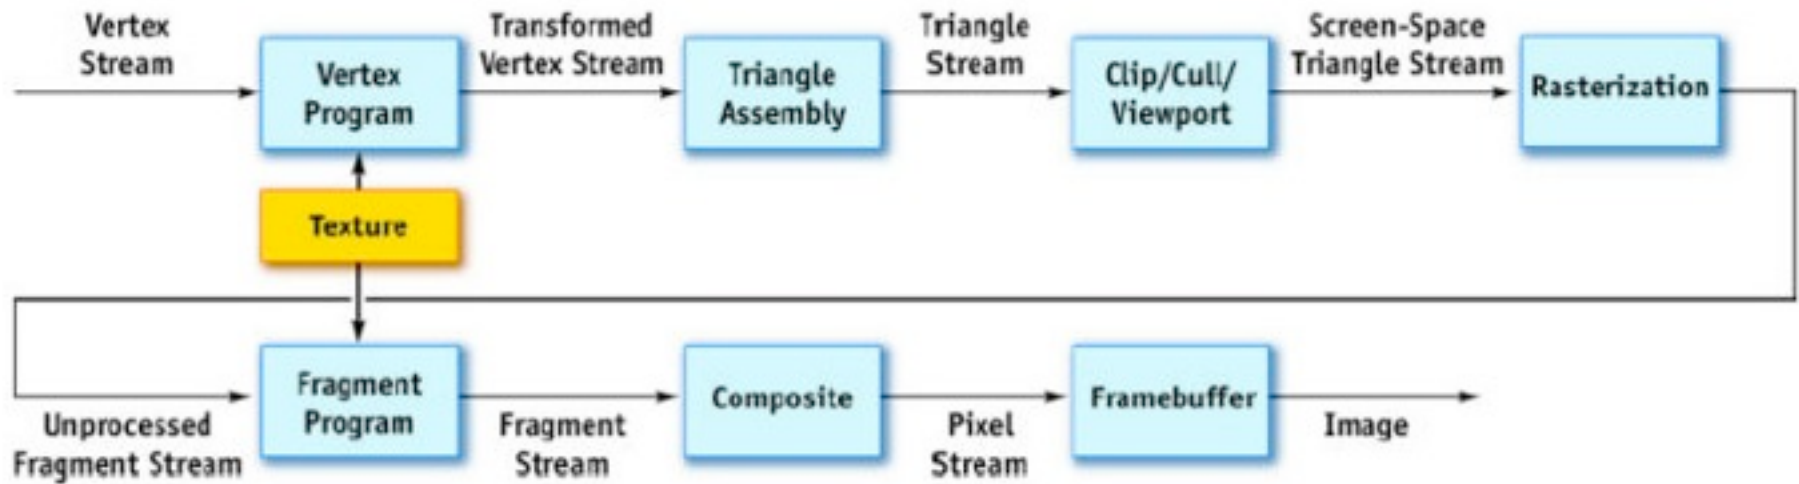 Vertex
Stream
Vertex
Program
Transformed
Vertex Stream
Triangle
Assembly
Triangle
Stream
Clip/Cull/
Viewport
Screen-Space
Triangle Stream
Rasterization
Texture
Unprocessed
Fragment Stream
Fragment
Program
Fragment
Stream
Composite
Pixel
Stream
Framebuffer
Image